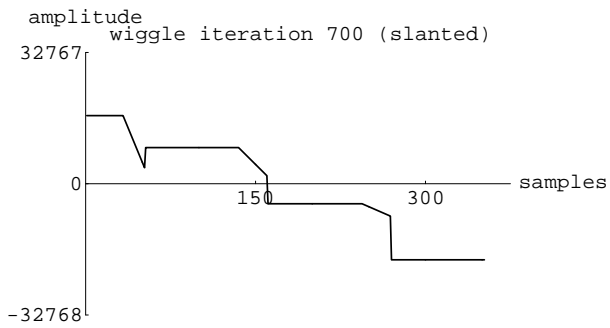 amplitude
wiggle iteration 700 (slanted)
32767
0
samples
150
300
-32768